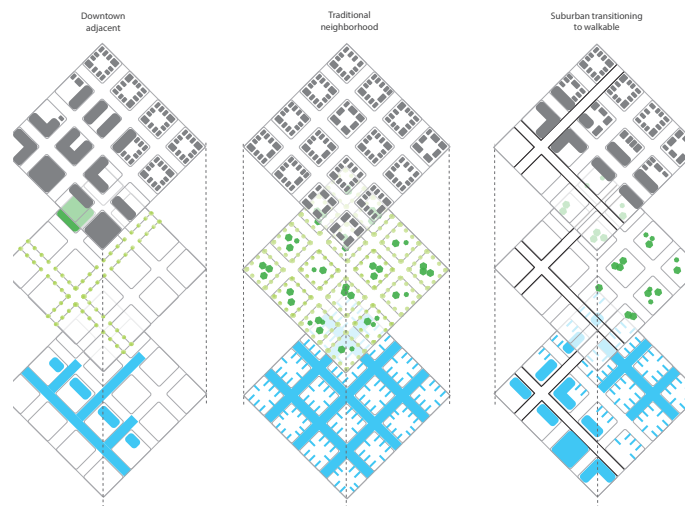 Downtown
adjacent
Traditional
neighborhood
Suburban transitioning
to walkable